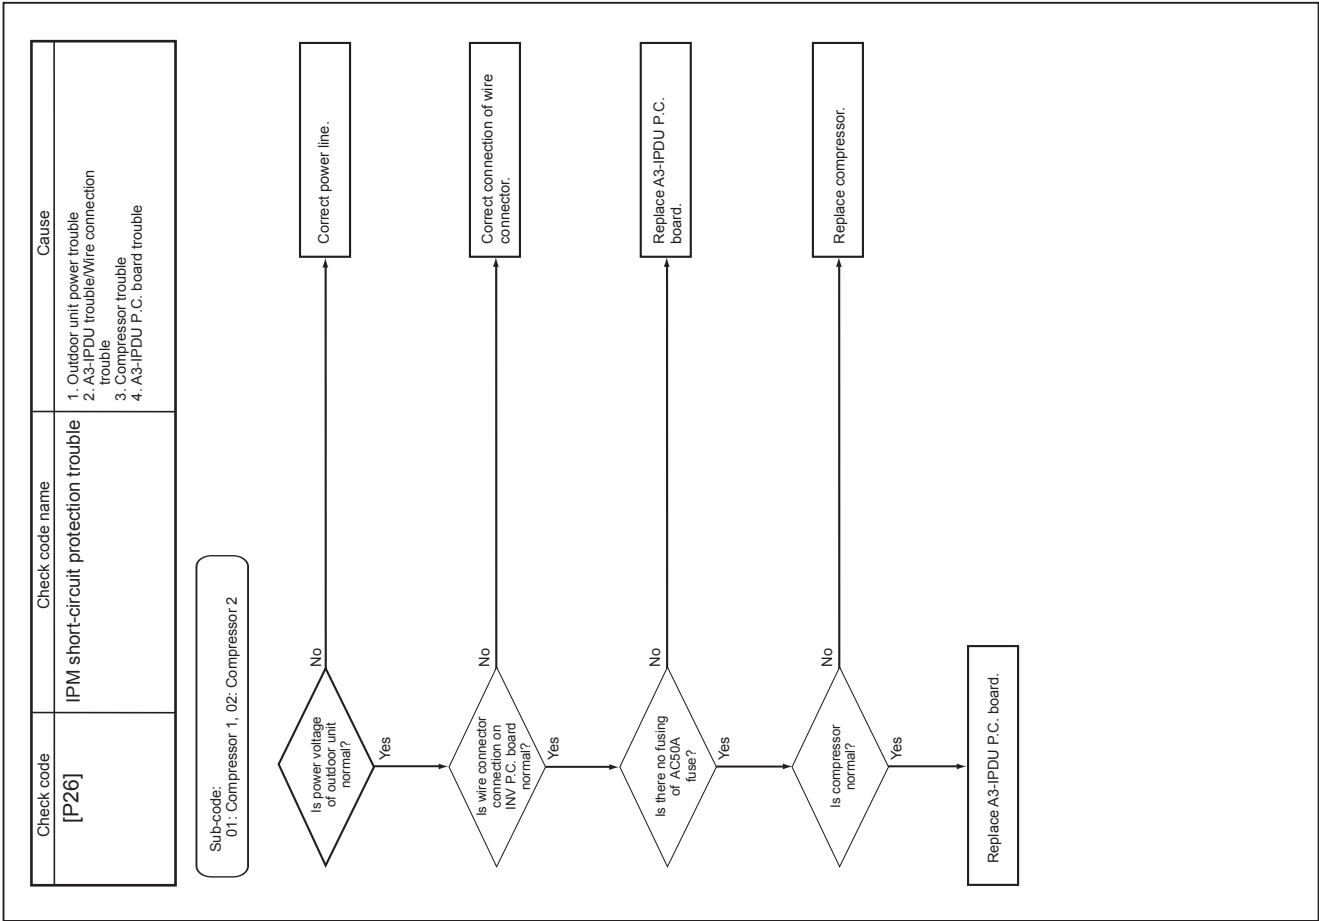 Check code
Check code name
Cause
[P26]
IPM short-circuit protection trouble
1. Outdoor unit power trouble
2. A3-IPDU trouble/Wire connection
trouble
3. Compressor trouble
4. A3-IPDU P.C. board trouble
Sub-code:
01: Compressor 1, 02: Compressor 2
Is power voltage
of outdoor unit
normal?
No
Correct power line.
Yes
Is wire connector
connection on
INV P.C. board
normal?
No
Correct connection of wire
connector.
Yes
Is there no fusing
of AC50A
fuse?
No
Replace A3-IPDU P.C.
board.
Yes
Is compressor
normal?
No
Replace compressor.
Yes
Replace A3-IPDU P.C. board.